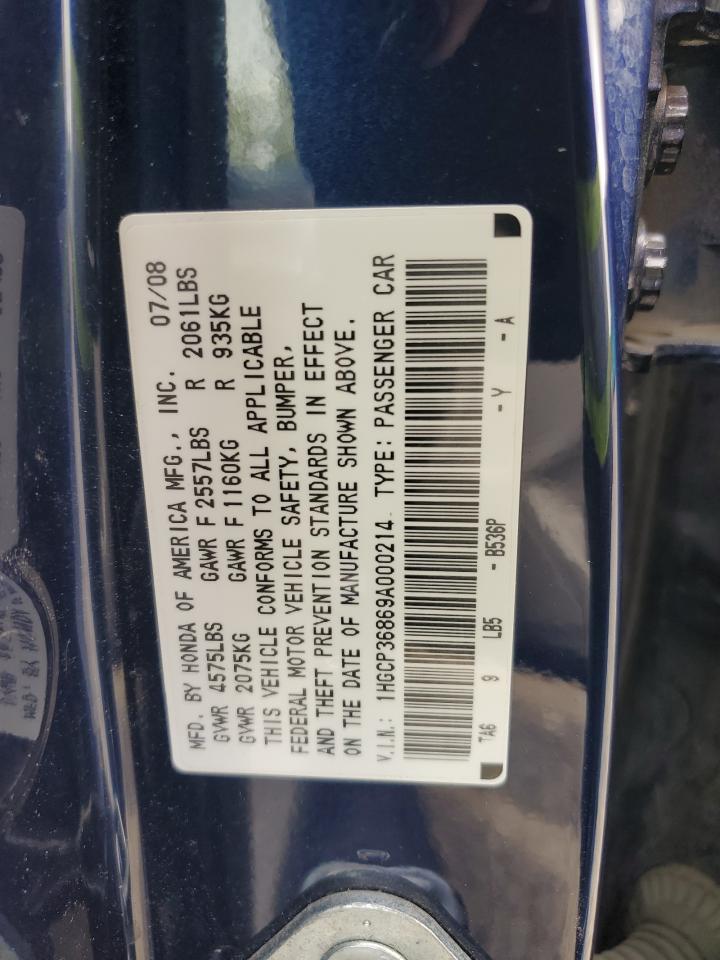 MFD. BY HONDA OF AMERICA MFG., INC. 07/08
GVWR 4575LBS GAWR F 2557LBS R 2061LBS
GVWR 2075KG GAWR F 1160KG R 935KG
THIS VEHICLE CONFORMS TO ALL APPLICABLE
FEDERAL MOTOR VEHICLE SAFETY, BUMPER,
AND THEFT PREVENTION STANDARDS IN EFFECT
ON THE DATE OF MANUFACTURE SHOWN ABOVE.
V.I.N.: 1HGCP36869A000214 TYPE: PASSENGER CAR
TA6 9 LB5 - B536P - Y - A